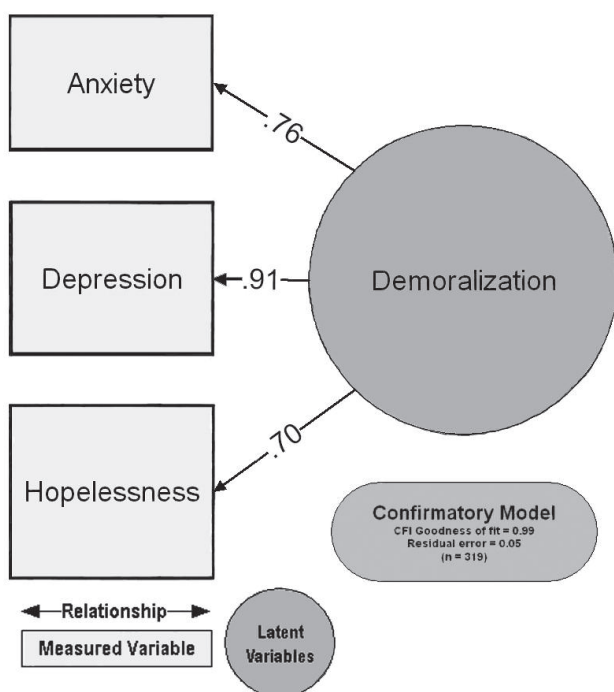 Anxiety
.76
Depression
.91
Demoralization
Hopelessness
.70
Confirmatory Model
CFI Goodness of fit = 0.99
Residual error = 0.05
(n = 319)
Relationship
Measured Variable
Latent
Variables